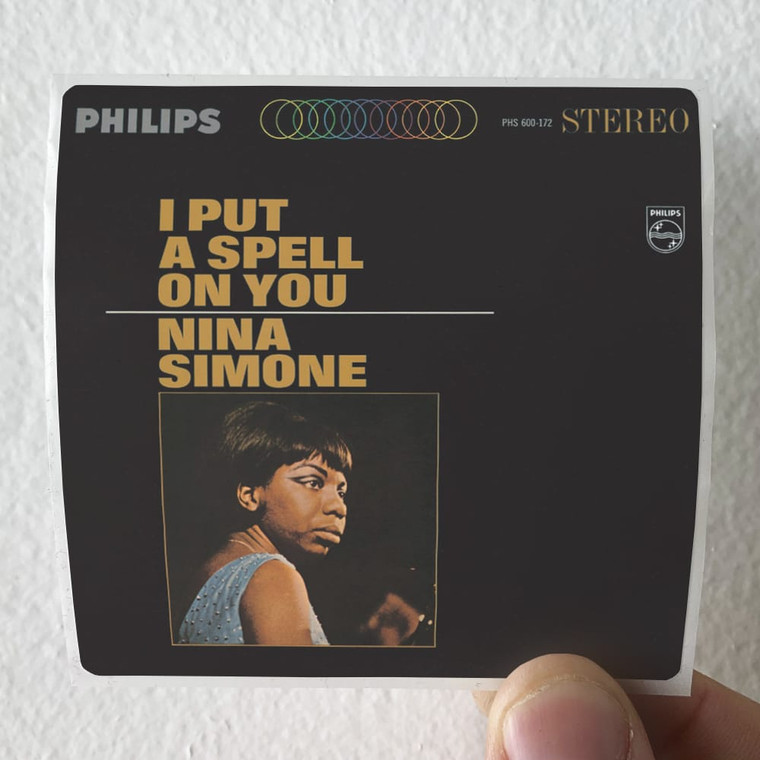 PHILIPS
PHS 600-172 STEREO
PHILIPS
I PUT
A SPELL
ON YOU
NINA
SIMONE